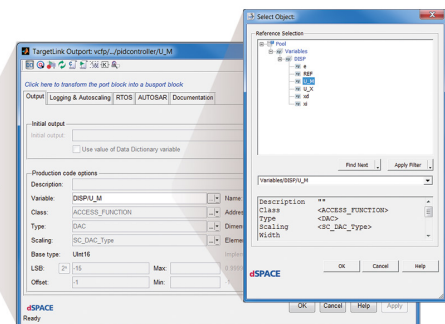 TargetLink Outport: vcfp/.../pidcontroller/U_M
Click here to transform the port block into a busport block
Output
Logging & Autoscaling
RTOS
AUTOSAR
Documentation
Initial output
Initial output:
Use value of Data Dictionary variable
Production code options
Description:
Variable:
DISP/U_M
...
Name
Class:
ACCESS_FUNCTION
...
Addres
Type:
DAC
...
Dimen
Scaling:
SC_DAC_Type
...
Eleme
Base type:
UInt16
LSB:
2^
-15
Max:
Offset:
-1
Min:
dSPACE
OK
Cancel
Help
Apply
Ready
Select Object:
Reference Selection
Pool
Variables
DISP
e
REF
U_M
U_X
xd
xi
Find Next
Apply Filter
Variables/DISP/U_M
Description ""
Class <ACCESS_FUNCTION>
Type <DAC>
Scaling <SC_DAC_Type>
Width
dSPACE
OK
Cancel
Help